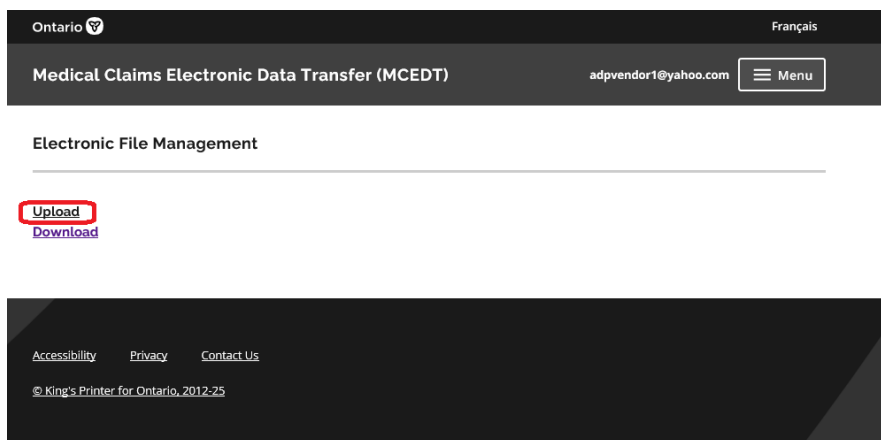 Ontario
Français
Medical Claims Electronic Data Transfer (MCEDT)
adpvendor1@yahoo.com
Menu
Electronic File Management
Upload
Download
Accessibility Privacy Contact Us
© King's Printer for Ontario, 2012-25